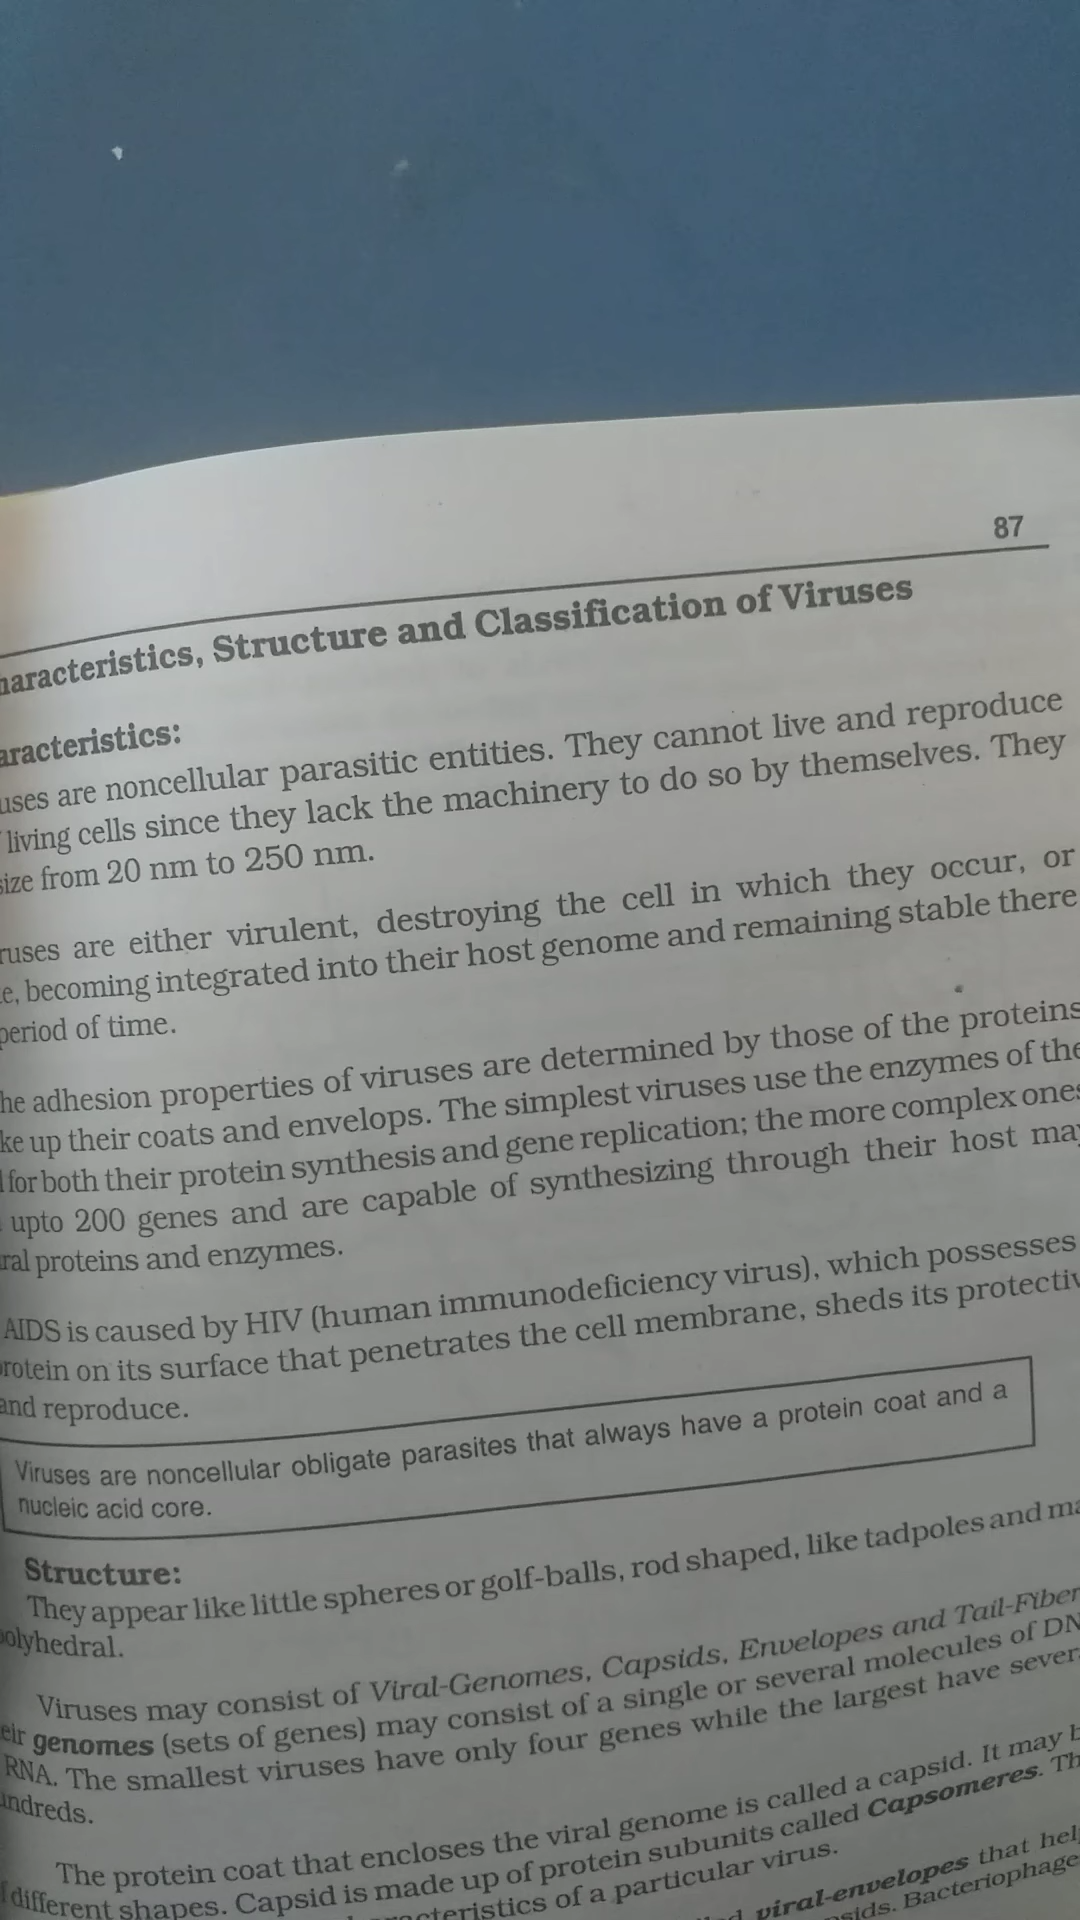 87
haracteristics, Structure and Classification of Viruses
aracteristics:
uses are noncellular parasitic entities. They cannot live and reproduce
living cells since they lack the machinery to do so by themselves. They
size from 20 nm to 250 nm.
ruses are either virulent, destroying the cell in which they occur, or
e, becoming integrated into their host genome and remaining stable there
period of time.
he adhesion properties of viruses are determined by those of the proteins
ke up their coats and envelops. The simplest viruses use the enzymes of the
for both their protein synthesis and gene replication; the more complex ones
upto 200 genes and are capable of synthesizing through their host may
ral proteins and enzymes.
AIDS is caused by HIV (human immunodeficiency virus), which possesses
rotein on its surface that penetrates the cell membrane, sheds its protectiv
and reproduce.
Viruses are noncellular obligate parasites that always have a protein coat and a
nucleic acid core.
Structure:
They appear like little spheres or golf-balls, rod shaped, like tadpoles and ma
polyhedral.
Viruses may consist of Viral-Genomes, Capsids, Envelopes and Tail-Fiber
eir genomes (sets of genes) may consist of a single or several molecules of DN
RNA. The smallest viruses have only four genes while the largest have sever
undreds.
The protein coat that encloses the viral genome is called a capsid. It may b
different shapes. Capsid is made up of protein subunits called Capsomeres. Th
acteristics of a particular virus.
viral-envelopes that hel
psids. Bacteriophage